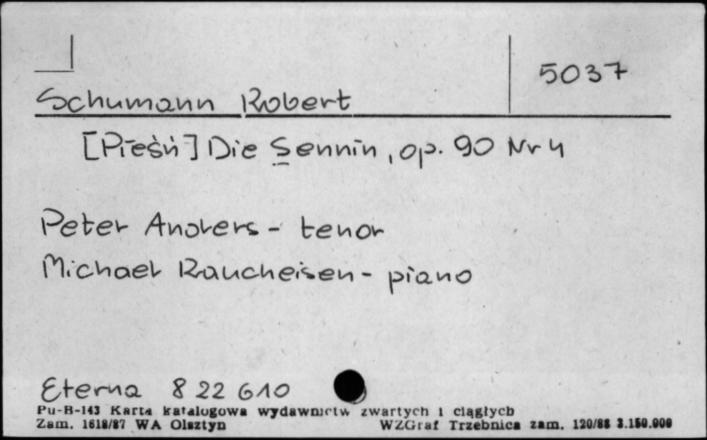 5037
Schumann Robert
[Pieśń] Die Sennin, op. 90 Nr 4
Peter Anders - tenor
Michael Raucheisen - piano
Eterna 8 22 610
Pu-B-143 Karta katalogowa wydawnictw zwartych i ciągłych
Zam. 1618/87 WA Olsztyn WZGraf Trzebnica zam. 120/88 3.150.000